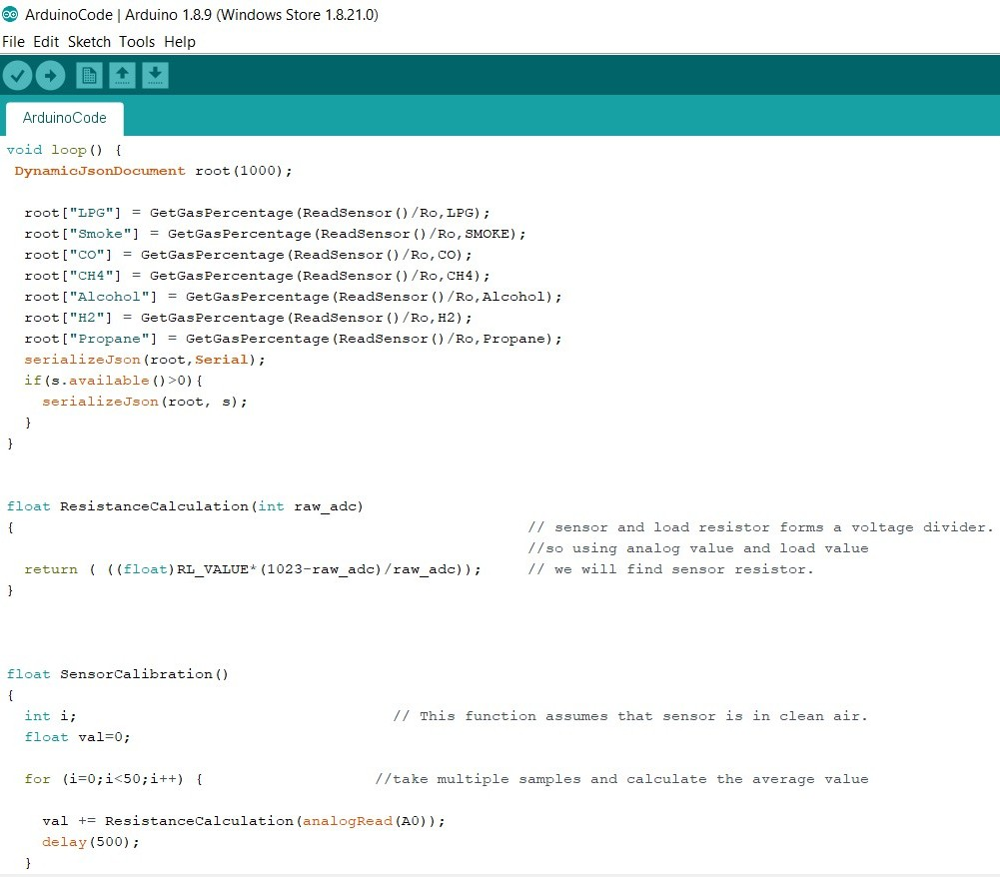 ArduinoCode | Arduino 1.8.9 (Windows Store 1.8.21.0)
File Edit Sketch Tools Help
ArduinoCode
void loop() {
DynamicJsonDocument root(1000);
root["LPG"] = GetGasPercentage(ReadSensor()/Ro,LPG);
root["Smoke"] = GetGasPercentage(ReadSensor()/Ro,SMOKE);
root["CO"] = GetGasPercentage(ReadSensor()/Ro,CO);
root["CH4"] = GetGasPercentage(ReadSensor()/Ro,CH4);
root["Alcohol"] = GetGasPercentage(ReadSensor()/Ro,Alcohol);
root["H2"] = GetGasPercentage(ReadSensor()/Ro,H2);
root["Propane"] = GetGasPercentage(ReadSensor()/Ro,Propane);
serializeJson(root,Serial);
if(s.available()>0){
serializeJson(root, s);
}
}
float ResistanceCalculation(int raw_adc)
{ // sensor and load resistor forms a voltage divider.
//so using analog value and load value
return ( ((float)RL_VALUE*(1023-raw_adc)/raw_adc)); // we will find sensor resistor.
}
float SensorCalibration()
{
int i; // This function assumes that sensor is in clean air.
float val=0;
for (i=0;i<50;i++) { //take multiple samples and calculate the average value
val += ResistanceCalculation(analogRead(A0));
delay(500);
}